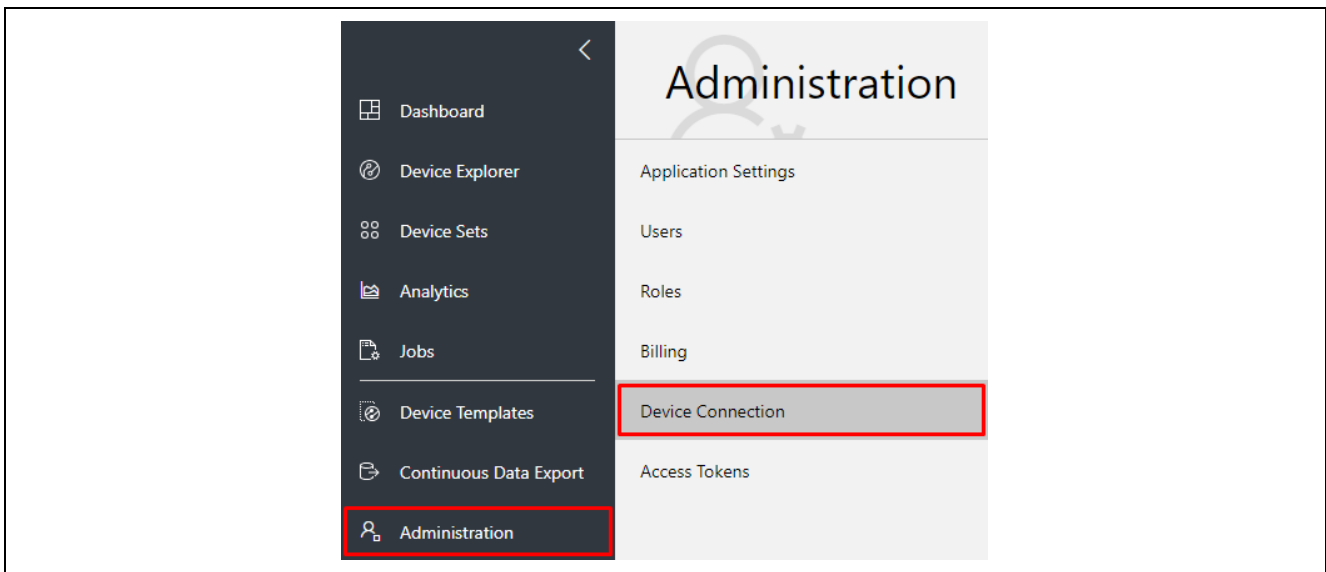 Dashboard
Device Explorer
Device Sets
Analytics
Jobs
Device Templates
Continuous Data Export
Administration
Administration
Application Settings
Users
Roles
Billing
Device Connection
Access Tokens